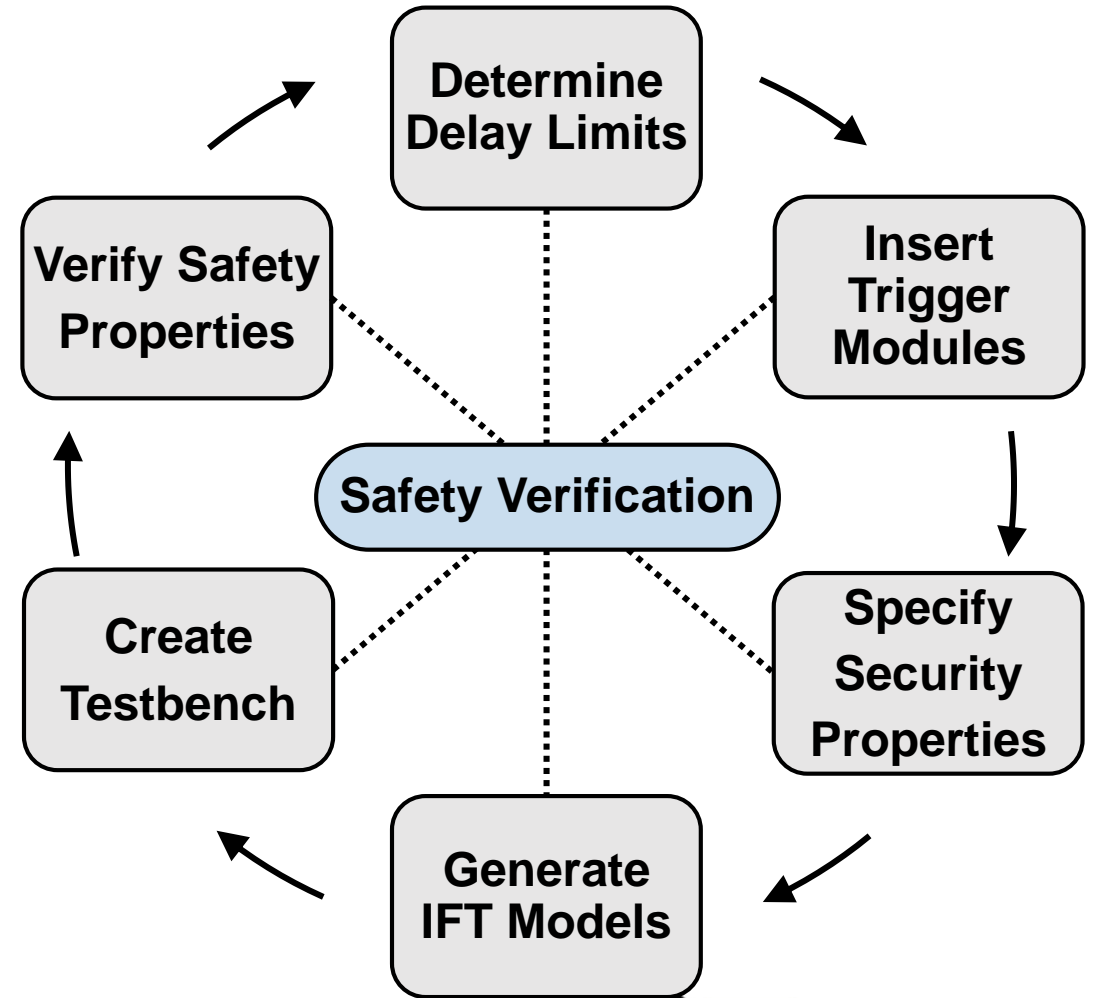 Determine
Delay Limits
Insert
Trigger
Modules
Specify
Security
Properties
Generate
IFT Models
Create
Testbench
Verify Safety
Properties
Safety Verification